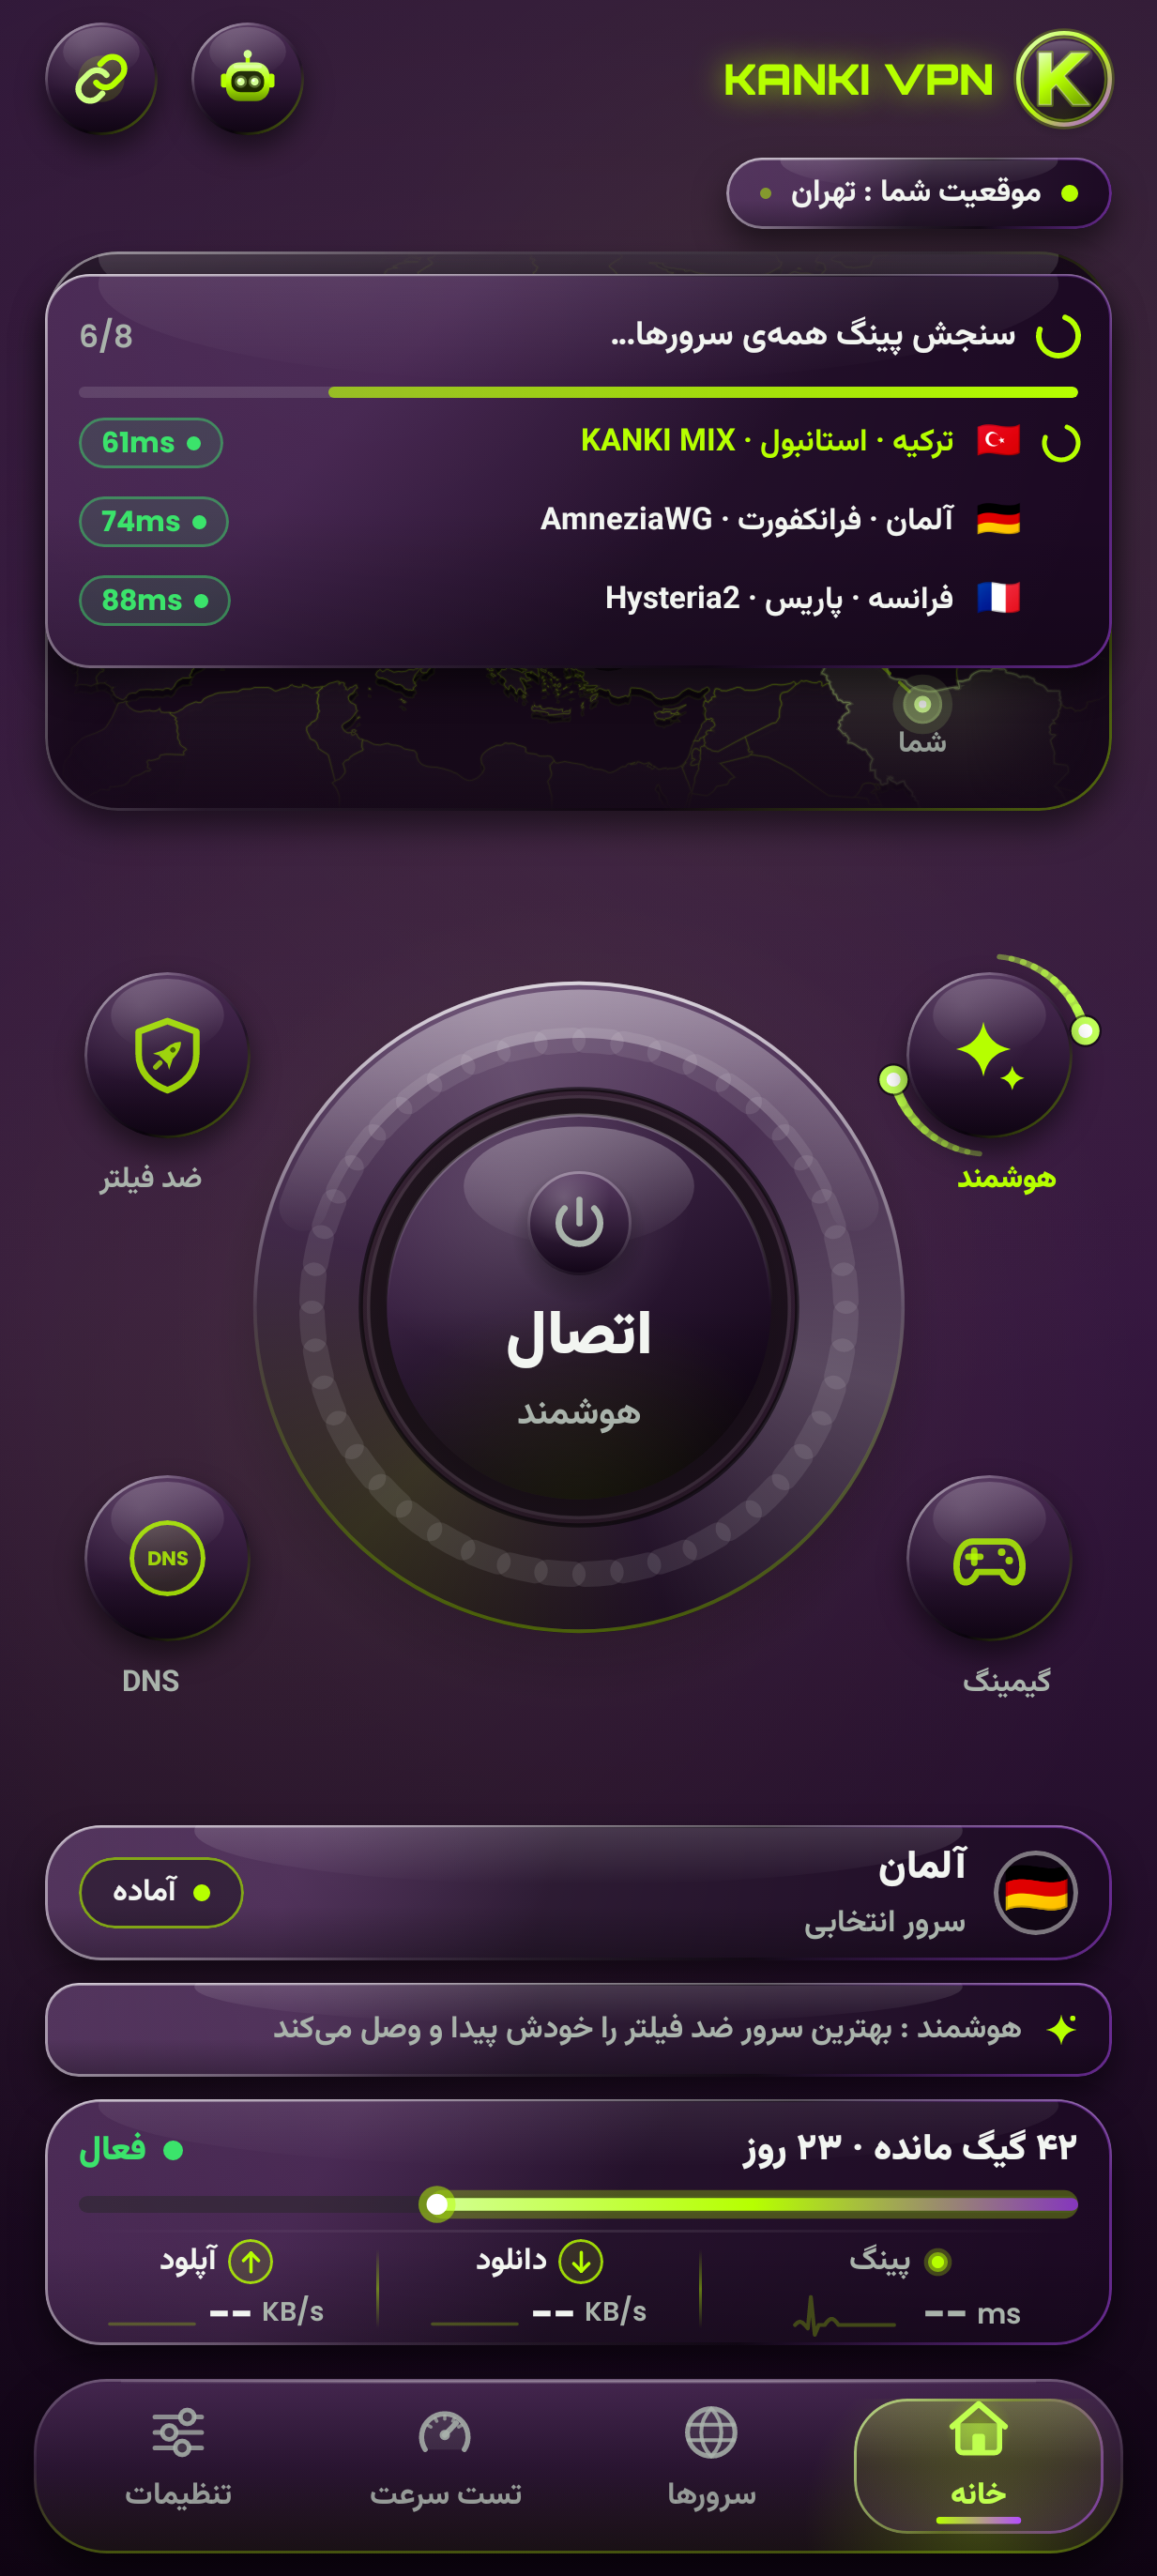 KANKI VPN
موقعیت شما : تهران
سنجش پینگ همه‌ی سرورها...
6/8
ترکیه · استانبول · KANKI MIX
61ms
آلمان · فرانکفورت · AmneziaWG
74ms
فرانسه · پاریس · Hysteria2
88ms
شما
هوشمند
ضد فیلتر
اتصال
هوشمند
DNS
گیمینگ
DNS
آلمان
سرور انتخابی
آماده
هوشمند : بهترین سرور ضد فیلتر را خودش پیدا و وصل می‌کند
۴۲ گیگ مانده · ۲۳ روز
فعال
پینگ
دانلود
آپلود
-- ms
-- KB/s
-- KB/s
خانه
سرورها
تست سرعت
تنظیمات